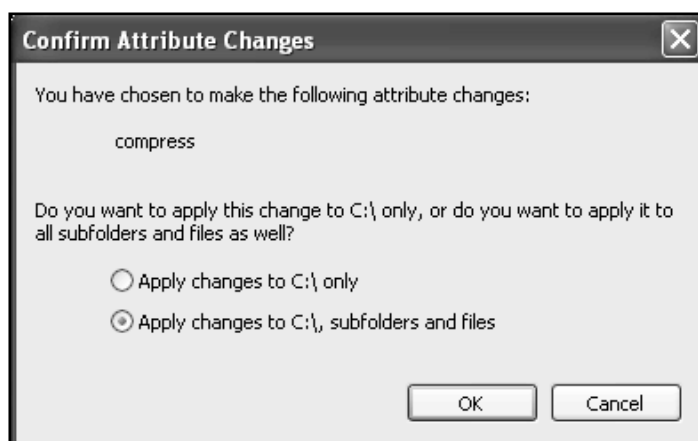 Confirm Attribute Changes
You have chosen to make the following attribute changes:
compress
Do you want to apply this change to C:\ only, or do you want to apply it to
all subfolders and files as well?
Apply changes to C:\ only
Apply changes to C:\, subfolders and files
OK
Cancel